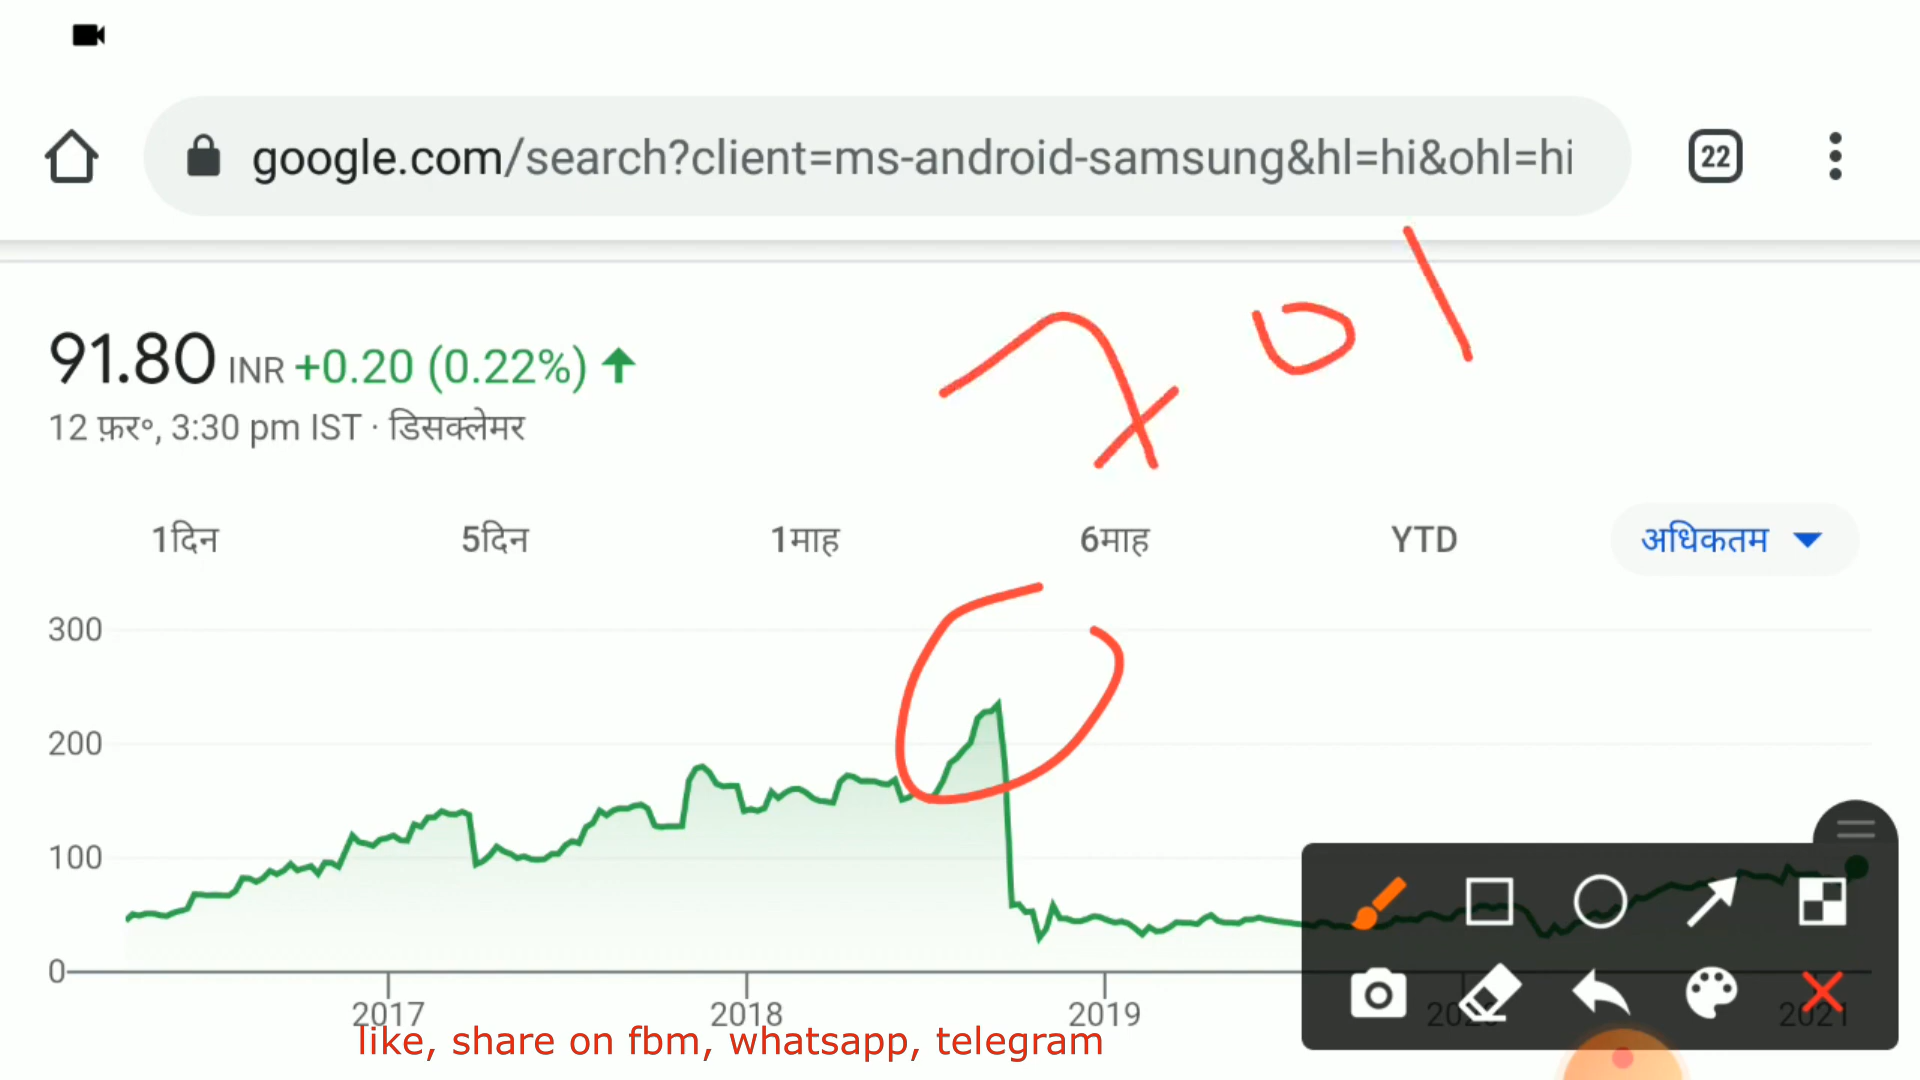 google.com/search?client=ms-android-samsung&hl=hi&ohl=hi
22
91.80 INR +0.20 (0.22%)
12 फ़र॰, 3:30 pm IST · डिसक्लेमर
1दिन 5दिन 1माह 6माह YTD अधिकतम
300
200
100
0
2017 2018 2019 2020 2021
like, share on fbm, whatsapp, telegram